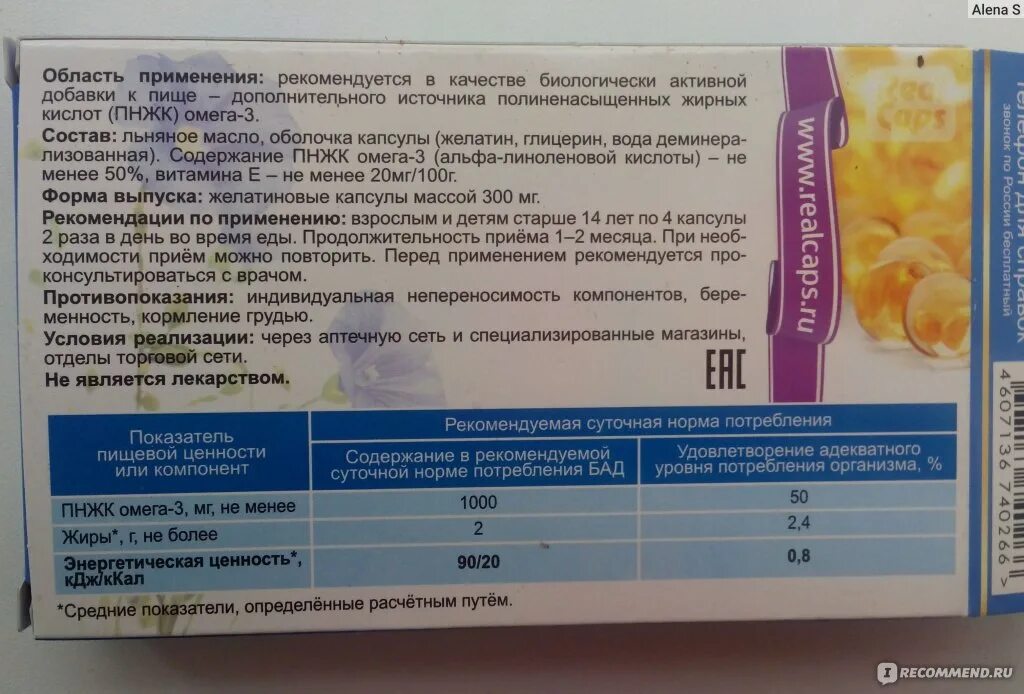 Alena S
Область применения: рекомендуется в качестве биологически активной
добавки к пище – дополнительного источника полиненасыщенных жирных
кислот (ПНЖК) омега-3.
Состав: льняное масло, оболочка капсулы (желатин, глицерин, вода деминера-
лизованная). Содержание ПНЖК омега-3 (альфа-линоленовой кислоты) – не
менее 50%, витамина Е – не менее 20мг/100г.
Форма выпуска: желатиновые капсулы массой 300 мг.
Рекомендации по применению: взрослым и детям старше 14 лет по 4 капсулы
2 раза в день во время еды. Продолжительность приёма 1–2 месяца. При необ-
ходимости приём можно повторить. Перед применением рекомендуется про-
консультироваться с врачом.
Противопоказания: индивидуальная непереносимость компонентов, бере-
менность, кормление грудью.
Условия реализации: через аптечную сеть и специализированные магазины,
отделы торговой сети.
Не является лекарством.
EAC
www.realcaps.ru
Real
Caps
Телефон для справок
звонок по России бесплатный
4 607136 740266 >
Показатель
пищевой ценности
или компонент
Рекомендуемая суточная норма потребления
Содержание в рекомендуемой
суточной норме потребления БАД
Удовлетворение адекватного
уровня потребления организма, %
ПНЖК омега-3, мг, не менее 1000 50
Жиры*, г, не более 2 2,4
Энергетическая ценность*,
кДж/кКал 90/20 0,8
*Средние показатели, определённые расчётным путём.
IRECOMMEND.RU